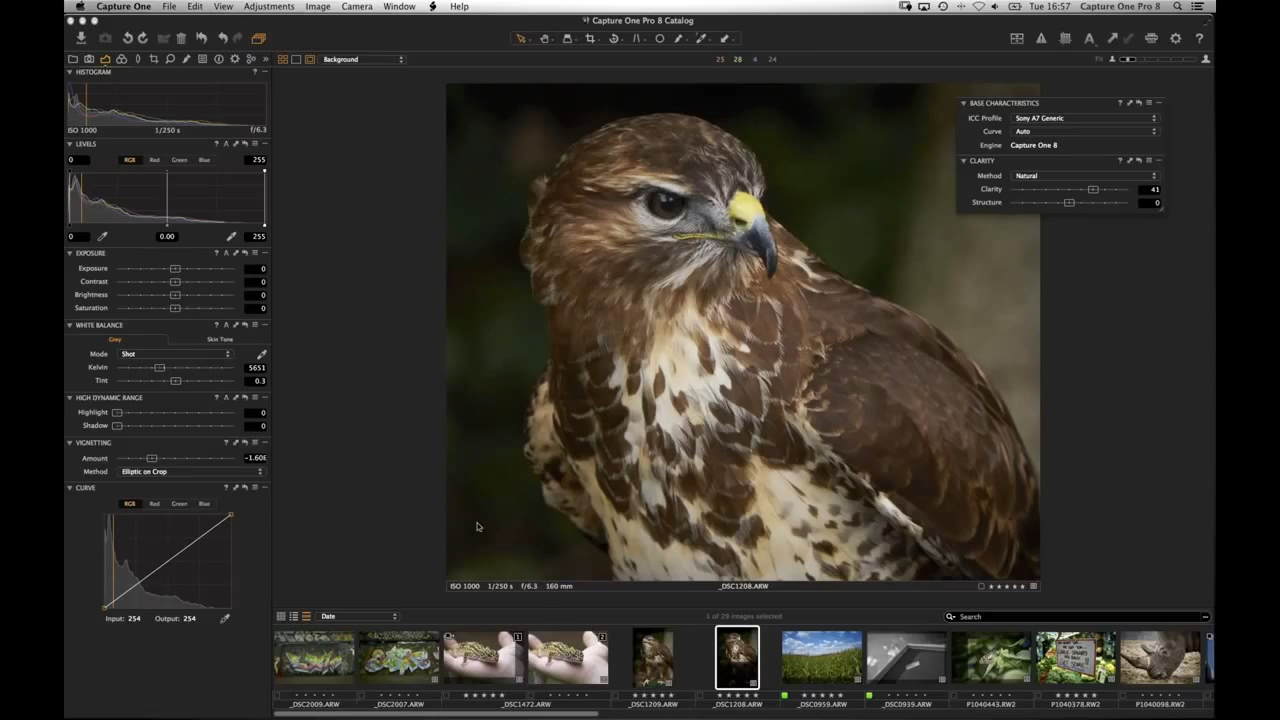 Capture One File Edit View Adjustments Image Camera Window Help Tue 16:57 Capture One Pro 8
Capture One Pro 8 Catalog
Background 25 28 4 24 Fit
HISTOGRAM
ISO 1000 1/250 s f/6.3
LEVELS
0 RGB Red Green Blue 255
0 0.00 255
EXPOSURE
Exposure 0
Contrast 0
Brightness 0
Saturation 0
WHITE BALANCE
Grey Skin Tone
Mode Shot
Kelvin 5651
Tint 0.3
HIGH DYNAMIC RANGE
Highlight 0
Shadow 0
VIGNETTING
Amount -1.60
Method Elliptic on Crop
CURVE
RGB Red Green Blue
Input: 254 Output: 254
BASE CHARACTERISTICS
ICC Profile Sony A7 Generic
Curve Auto
Engine Capture One 8
CLARITY
Method Natural
Clarity 41
Structure 0
ISO 1000 1/250 s f/6.3 160 mm _DSC1208.ARW
Date 1 of 29 images selected Search
1 2
_DSC2009.ARW _DSC2007.ARW _DSC1472.ARW _DSC1209.ARW _DSC1208.ARW _DSC0959.ARW _DSC0939.ARW P1040443.RW2 P1040378.RW2 P1040098.RW2